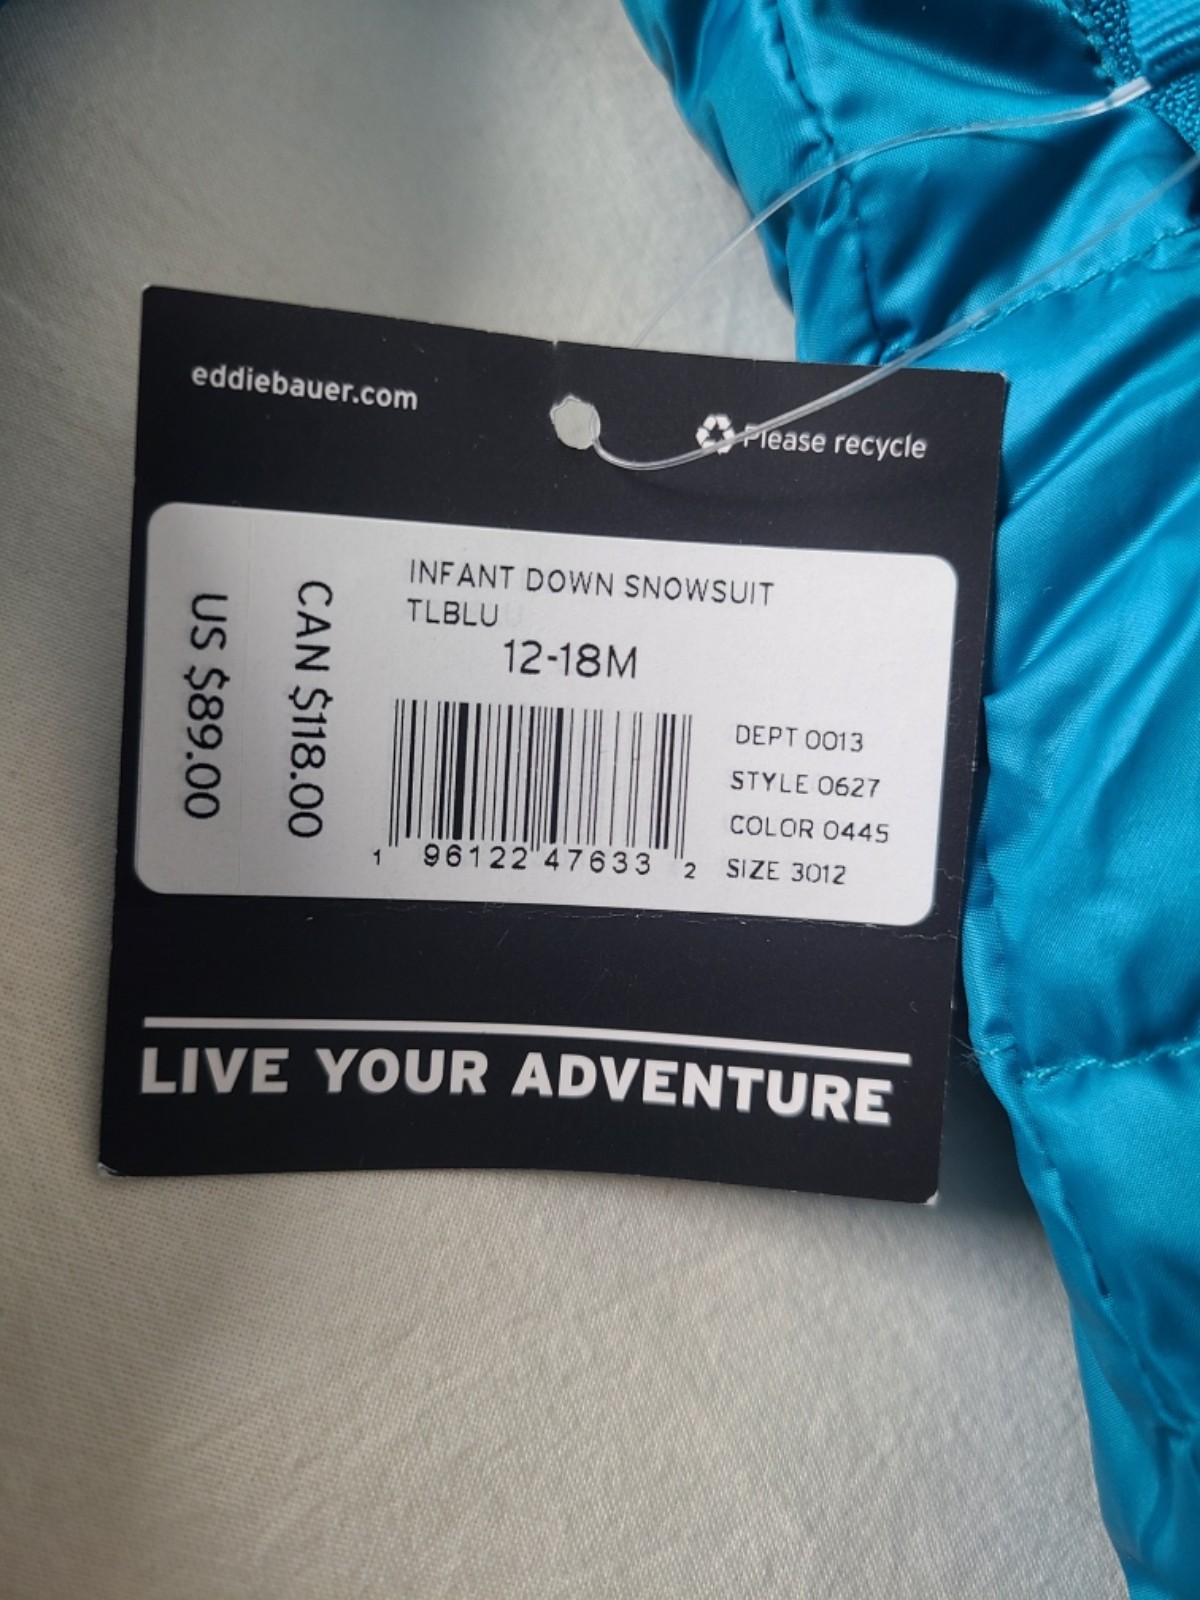 eddiebauer.com
Please recycle
INFANT DOWN SNOWSUIT
TLBLU
12-18M
CAN $118.00
US $89.00
DEPT 0013
STYLE 0627
COLOR 0445
SIZE 3012
1 96122 47633 2
LIVE YOUR ADVENTURE